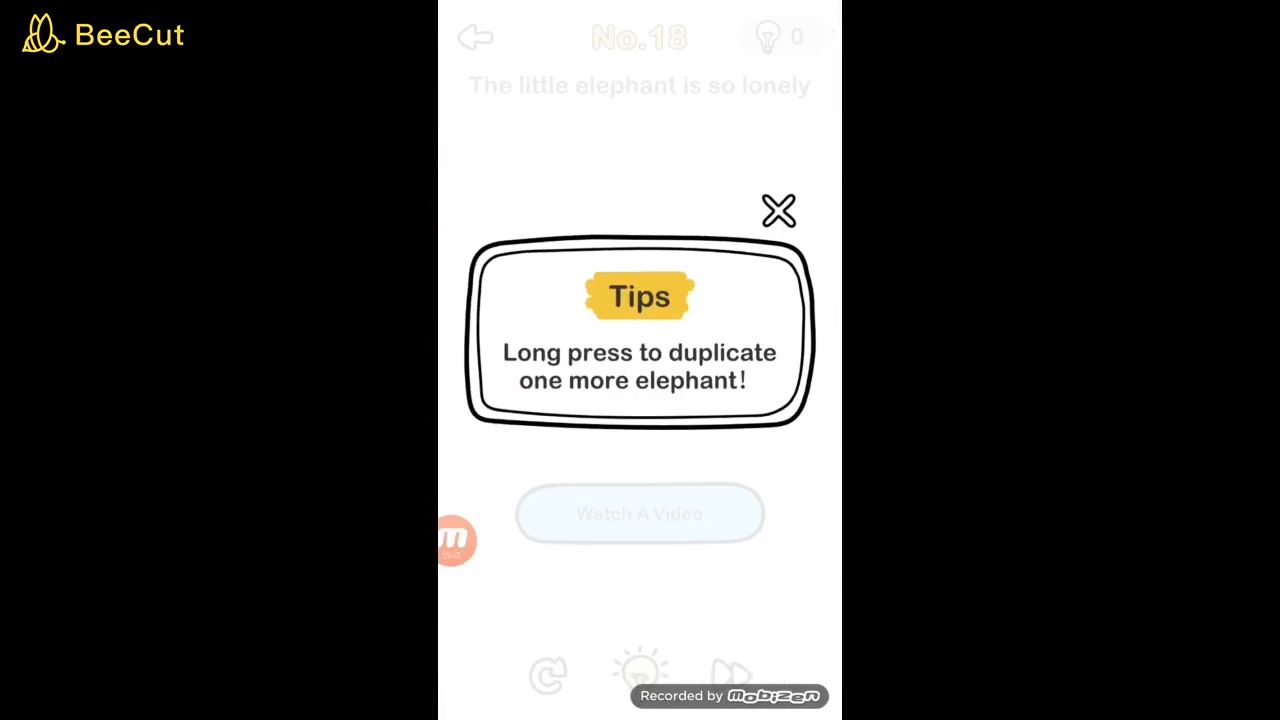 BeeCut
No.18
0
The little elephant is so lonely
Tips
Long press to duplicate
one more elephant!
Watch A Video
Recorded by Mobizen